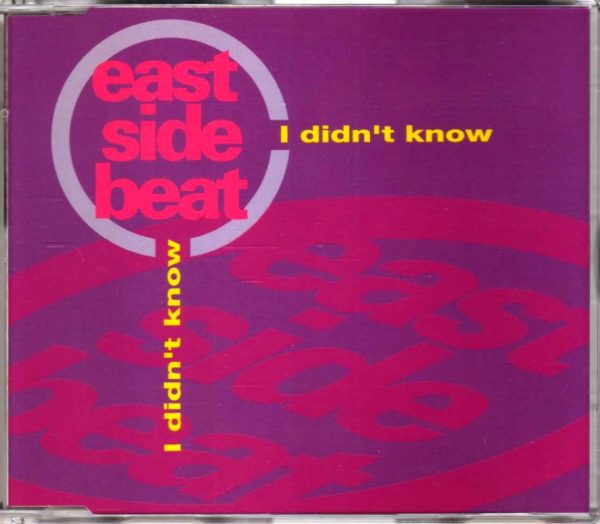 east
side
beat
I didn't know
I didn't know
east
side
beat